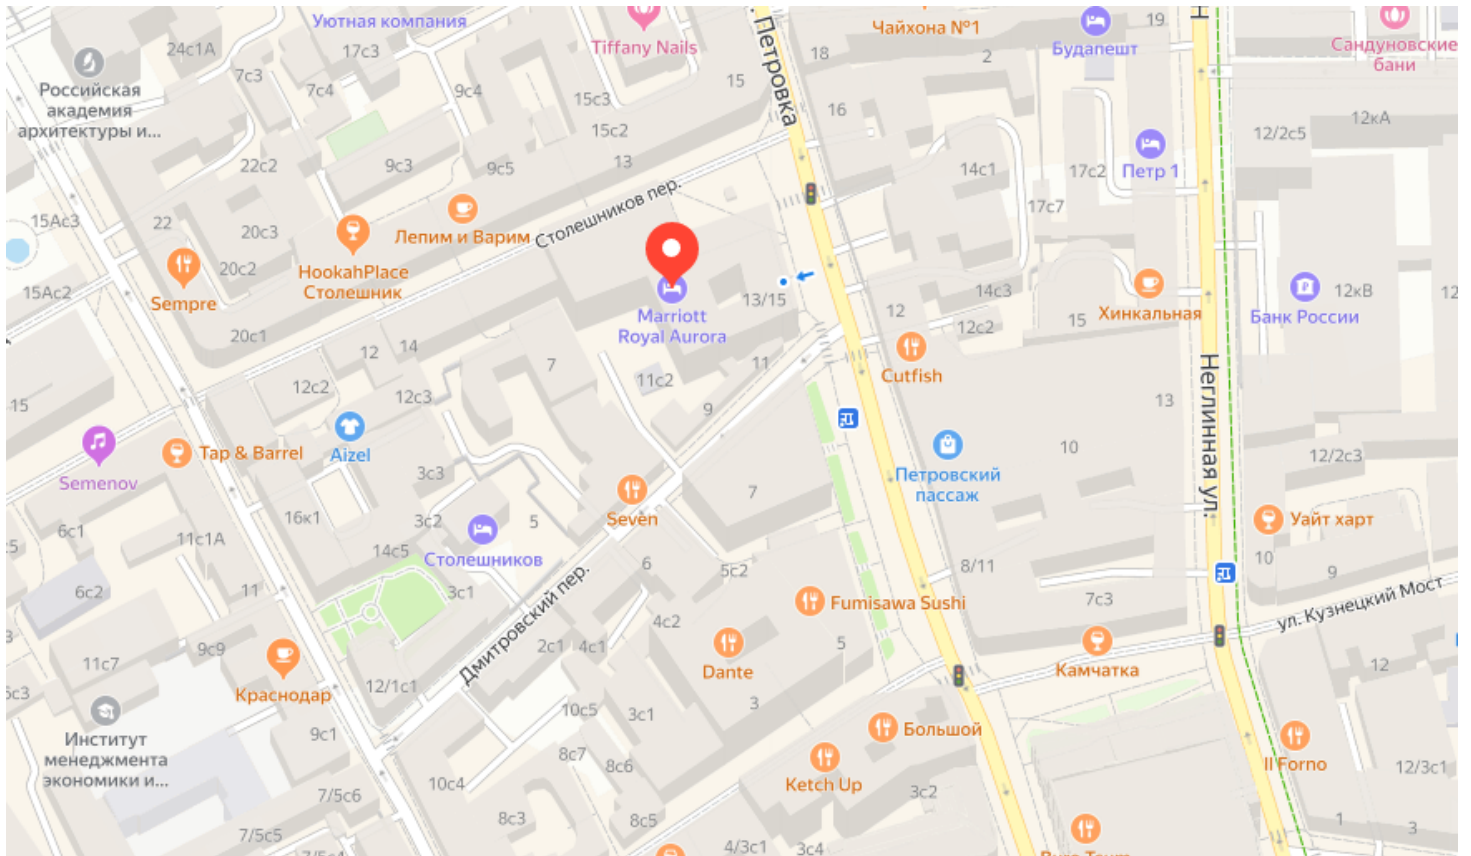 Уютная компания
24с1А
17с3
7с3
7с4
9с4
Tiffany Nails
15с3
15с2
15
13
ул. Петровка
18
16
Чайхона №1
2
19
Будапешт
Сандуновские
бани
12/2с5
12кА
Российская
академия
архитектуры и...
22с2
9с3
9с5
14с1
17с2
Петр 1
17с7
15Ас3
22
20с3
Лепим и Варим
Столешников пер.
HookahPlace
Столешник
20с2
Sempre
15Ас2
20с1
Marriott
Royal Aurora
13/15
12
14с3
12с2
15
Хинкальная
12кВ
Банк России
12
12
14
7
11
11с2
9
Cutfish
Неглинная ул.
15
12с2
12с3
13
Tap & Barrel
Aizel
Semenov
3с3
10
12/2с3
Петровский
пассаж
7
Seven
16к1
3с2
5
Столешников
6с1
11с1А
14с5
Уайт харт
10
9
6
5с2
8/11
6с2
11
3с1
Дмитровский пер.
Fumisawa Sushi
7с3
ул. Кузнецкий Мост
4с2
9с9
11с7
2с1
4с1
Dante
5
Камчатка
12
Краснодар
12/1с1
3
10с5
3с1
Институт
менеджмента
экономики и...
9с1
Большой
8с7
8с6
Ketch Up
Il Forno
12/3с1
10с4
7/5с6
3с2
8с3
8с5
7/5с5
4/3с1
3с4
1
3